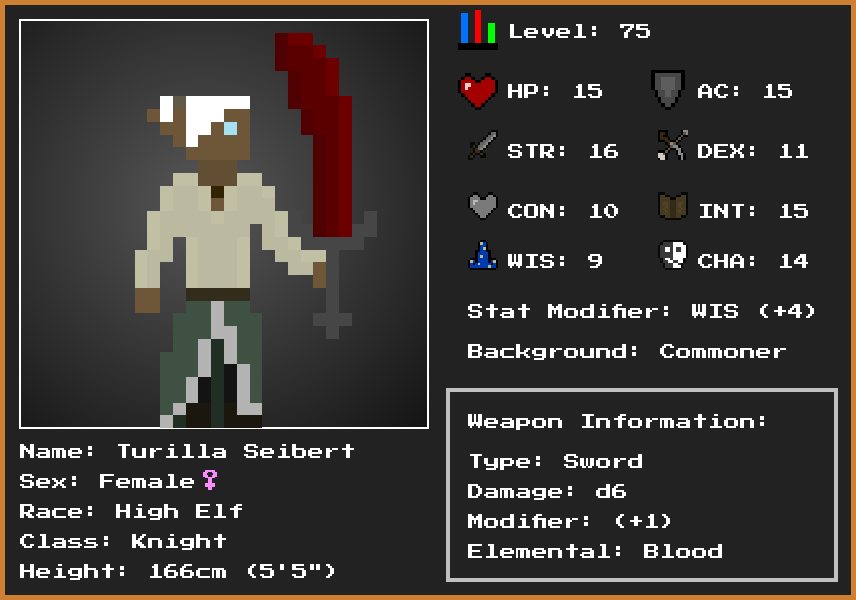 Level: 75
HP: 15
AC: 15
STR: 16
DEX: 11
CON: 10
INT: 15
WIS: 9
CHA: 14
Stat Modifier: WIS (+4)
Background: Commoner
Weapon Information:
Type: Sword
Damage: d6
Modifier: (+1)
Elemental: Blood
Name: Turilla Seibert
Sex: Female♀
Race: High Elf
Class: Knight
Height: 166cm (5'5")